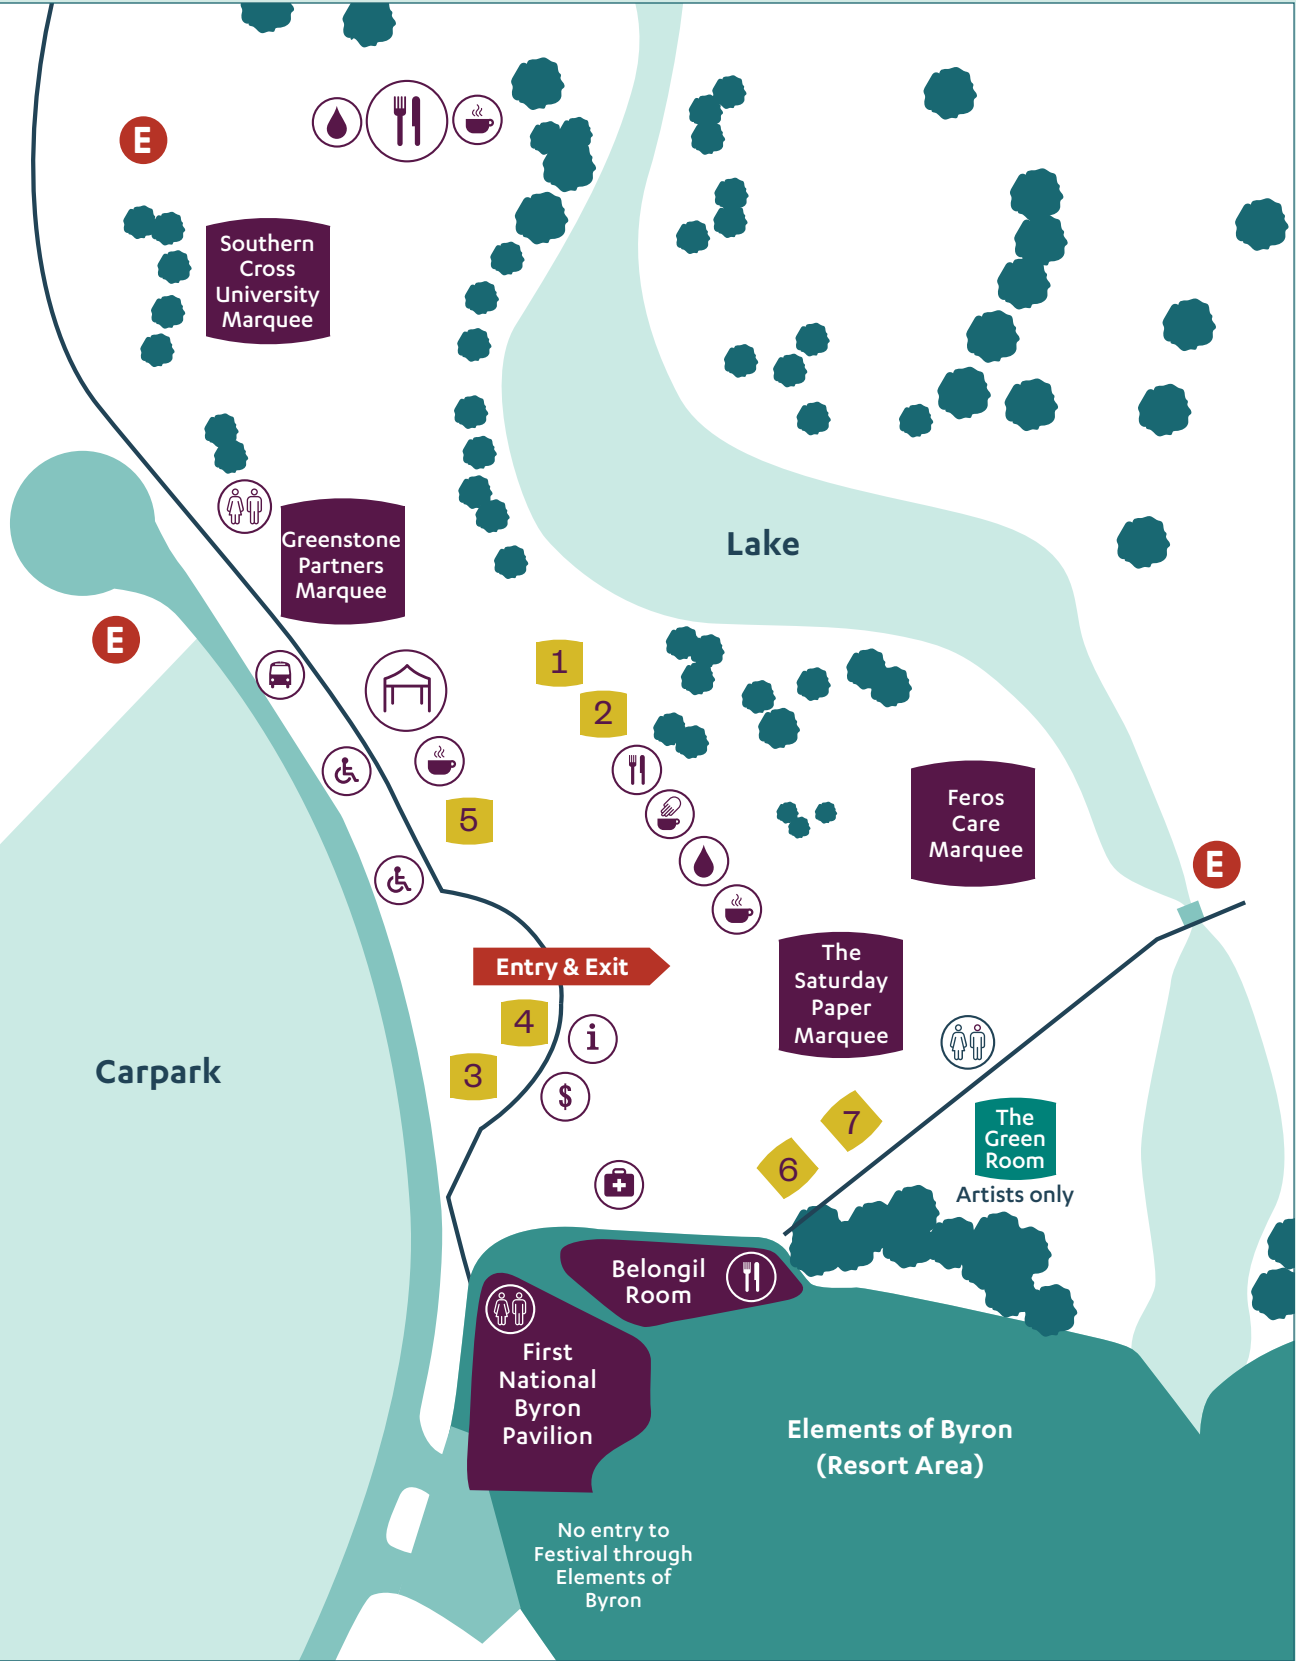 E
Southern
Cross
University
Marquee
Greenstone
Partners
Marquee
Lake
E
1
2
5
Feros
Care
Marquee
E
Entry & Exit
The
Saturday
Paper
Marquee
4
i
3
$
Carpark
7
6
The
Green
Room
Artists only
Belongil
Room
First
National
Byron
Pavilion
Elements of Byron
(Resort Area)
No entry to
Festival through
Elements of
Byron